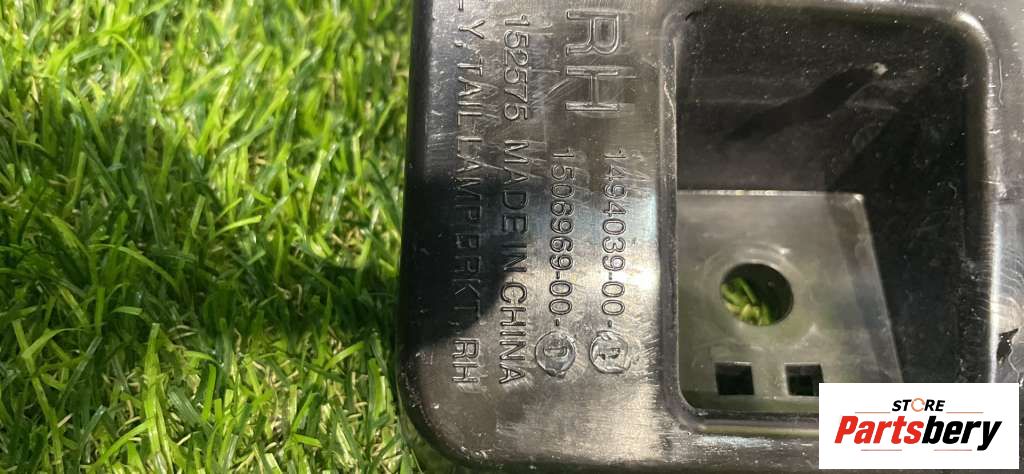 RH 1494039-00-D
1506969-00-D
152575 MADE IN CHINA
Y,TAIL LAMP BRKT,RH
STORE
Partsbery